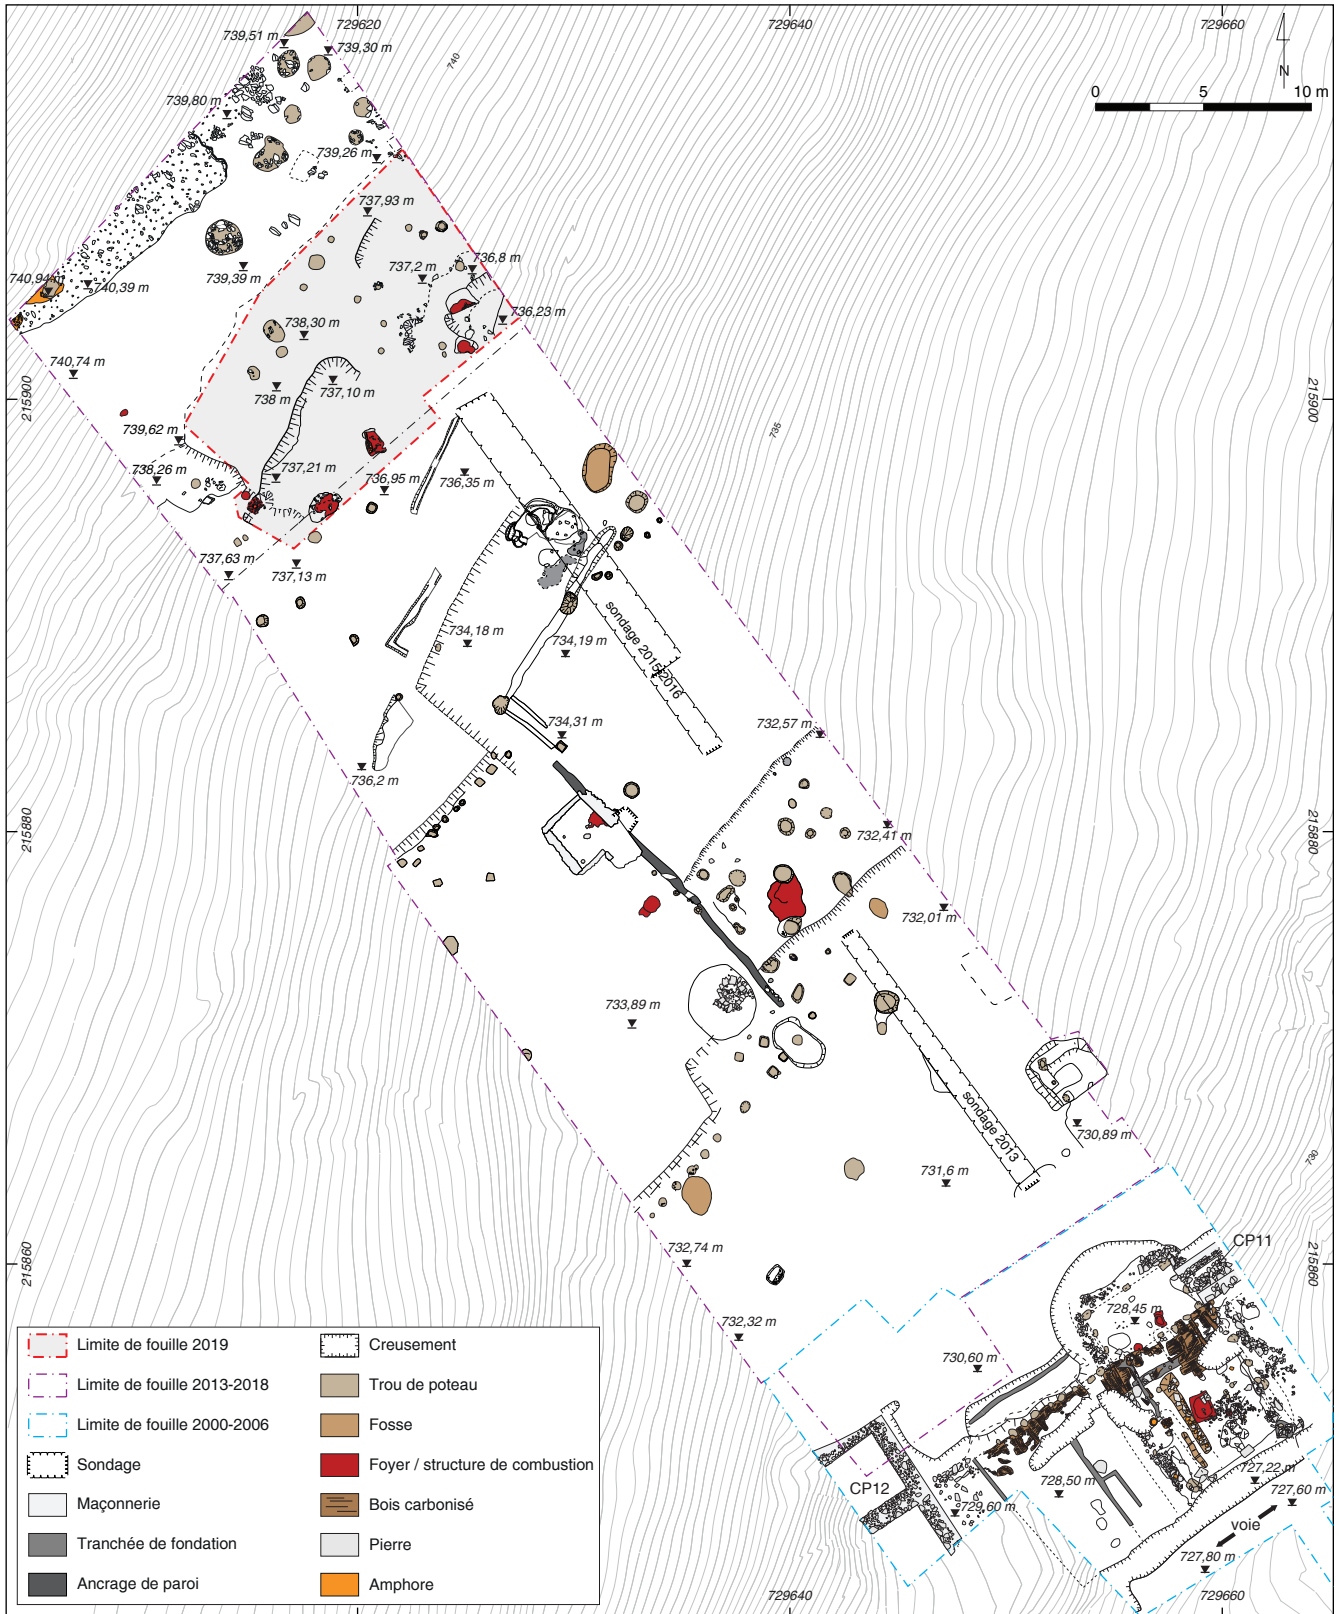 729620
729640
729660
739,51 m
739,30 m
740
N
0
5
10 m
739,80 m
739,26 m
737,93 m
740,94 m
740,39 m
739,39 m
737,2 m
736,8 m
736,23 m
738,30 m
740,74 m
738 m
737,10 m
215900
215900
735
739,62 m
738,26 m
737,21 m
736,95 m
736,35 m
737,63 m
737,13 m
sondage 2015-2016
734,18 m
734,19 m
734,31 m
732,57 m
736,2 m
215880
215880
732,41 m
732,01 m
733,89 m
sondage 2013
730,89 m
731,6 m
730
732,74 m
215860
215860
CP11
728,45 m
732,32 m
730,60 m
CP12
729,60 m
728,50 m
727,22 m
727,60 m
voie
727,80 m
Limite de fouille 2019
Limite de fouille 2013-2018
Limite de fouille 2000-2006
Sondage
Maçonnerie
Tranchée de fondation
Ancrage de paroi
Creusement
Trou de poteau
Fosse
Foyer / structure de combustion
Bois carbonisé
Pierre
Amphore
729640
729660